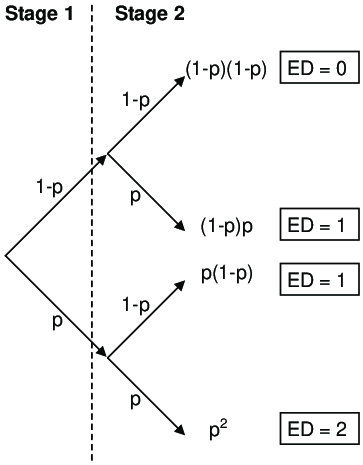 Stage 1 Stage 2
(1-p)(1-p) ED = 0
1-p
1-p
p
(1-p)p ED = 1
p(1-p) ED = 1
1-p
p
p
p² ED = 2